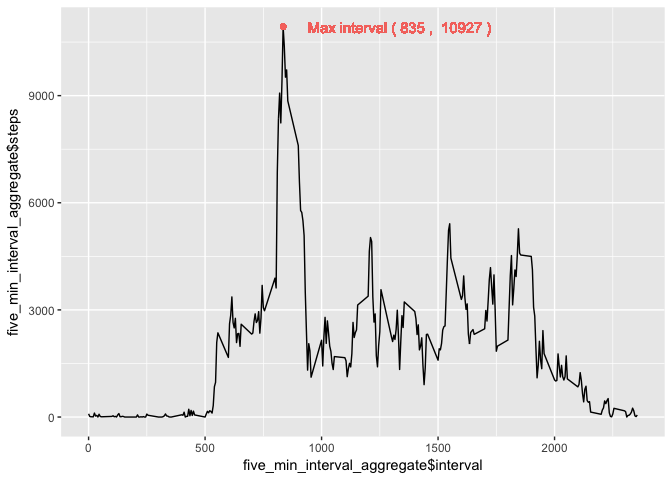 Max interval ( 835 ,  10927 )
9000
6000
3000
0
five_min_interval_aggregate$steps
0 500 1000 1500 2000
five_min_interval_aggregate$interval